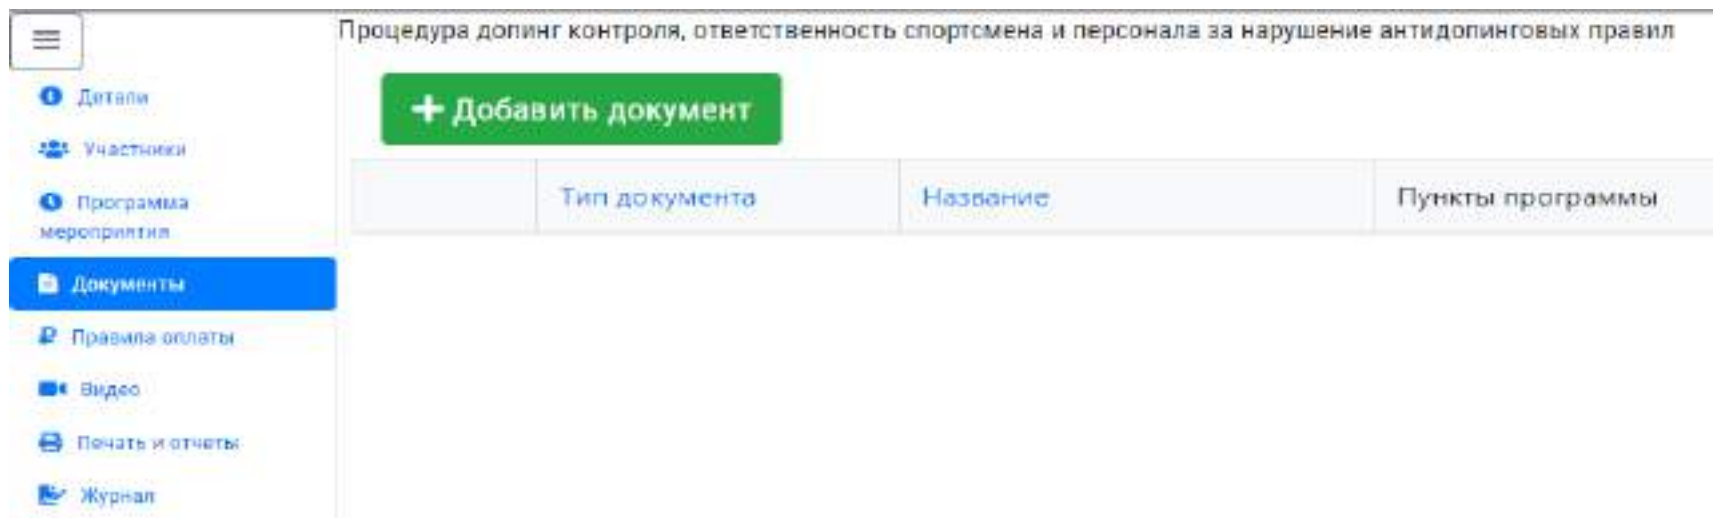 Процедура допинг контроля, ответственность спортсмена и персонала за нарушение антидопинговых правил
Детали
Участники
Программа
мероприятия
Документы
Правила оплаты
Видео
Печать и отчеты
Журнал
+ Добавить документ
Тип документа Название Пункты программы